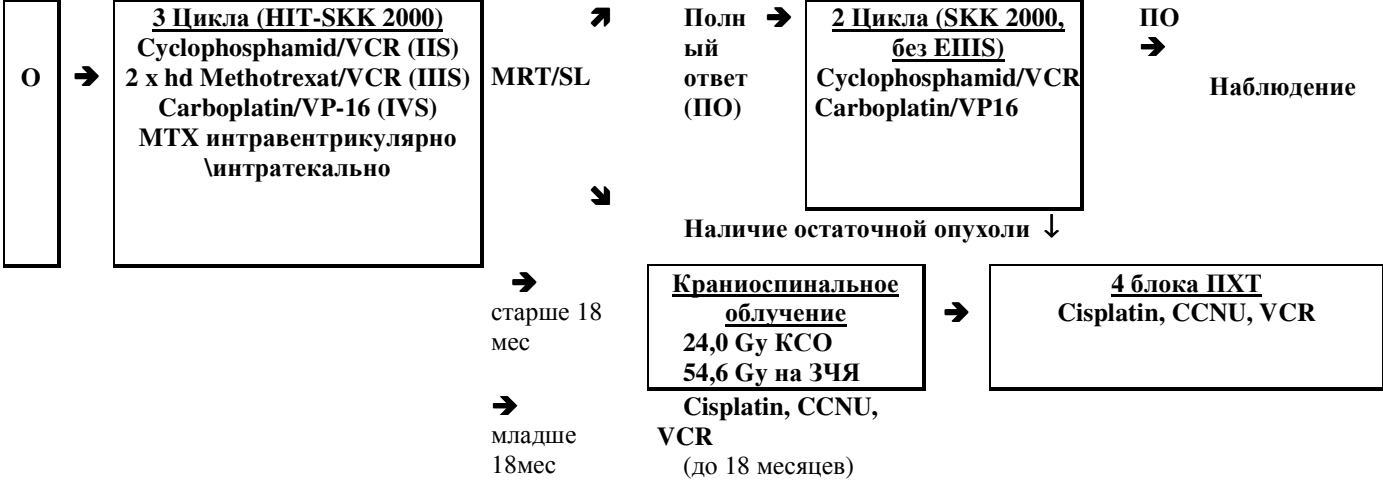 О
➔
3 Цикла (HIT-SKK 2000)
Cyclophosphamid/VCR (IIS)
2 x hd Methotrexat/VCR (IIIS)
Carboplatin/VP-16 (IVS)
МТХ интравентрикулярно
\интратекально
MRT/SL
Полн
ый
ответ
(ПО)
➔
2 Цикла (SKK 2000,
без EIIIS)
Cyclophosphamid/VCR
Carboplatin/VP16
ПО
➔
Наблюдение
Наличие остаточной опухоли ↓
➔
старше 18
мес
Краниоспинальное
облучение
24,0 Gy КСО
54,6 Gy на ЗЧЯ
➔
4 блока ПХТ
Cisplatin, CCNU, VCR
➔
младше
18мес
Cisplatin, CCNU,
VCR
(до 18 месяцев)